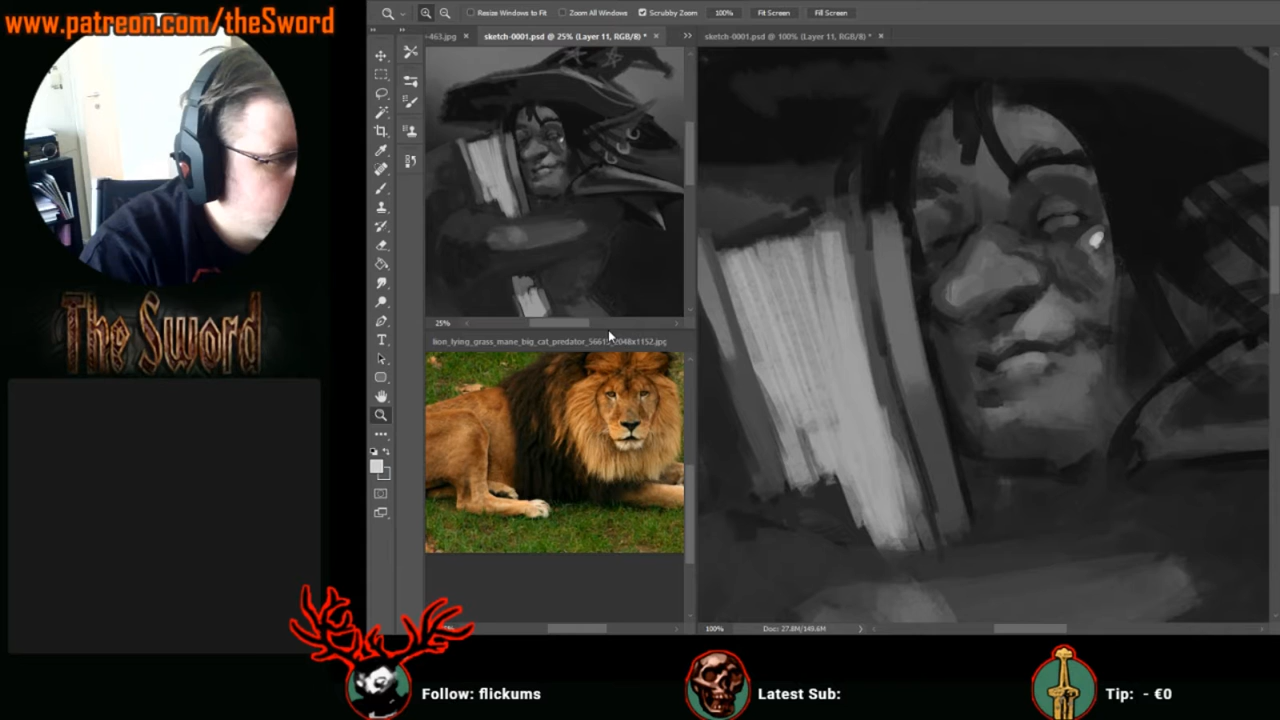 www.patreon.com/theSword
Resize Windows to Fit
Zoom All Windows
Scrubby Zoom
100%
Fit Screen
Fill Screen
-463.jpg
sketch-0001.psd @ 25% (Layer 11, RGB/8) *
sketch-0001.psd @ 100% (Layer 11, RGB/8) *
25%
The Sword
100%
Doc: 27.8M/149.6M
Follow: flickums
Latest Sub:
Tip: - €0